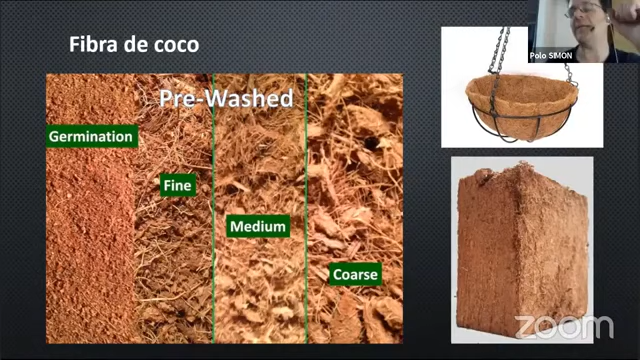 Fibra de coco
Polo SIMON
Pre-Washed
Germination
Fine
Medium
Coarse
zoom